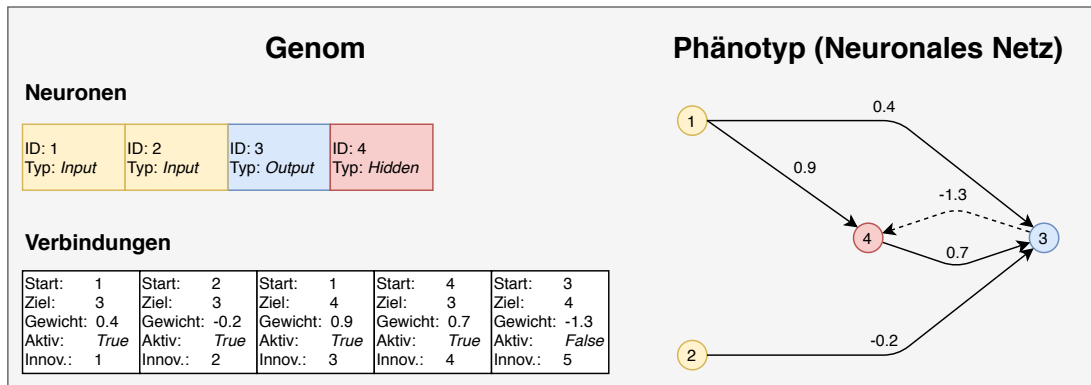 Genom
Neuronen
ID: 1 ID: 2 ID: 3 ID: 4
Typ: Input Typ: Input Typ: Output Typ: Hidden
Verbindungen
Start: 1 Start: 2 Start: 1 Start: 4 Start: 3
Ziel: 3 Ziel: 3 Ziel: 4 Ziel: 3 Ziel: 4
Gewicht: 0.4 Gewicht: -0.2 Gewicht: 0.9 Gewicht: 0.7 Gewicht: -1.3
Aktiv: True Aktiv: True Aktiv: True Aktiv: True Aktiv: False
Innov.: 1 Innov.: 2 Innov.: 3 Innov.: 4 Innov.: 5
Phänotyp (Neuronales Netz)
0.4
1
0.9
-1.3
4
3
0.7
-0.2
2